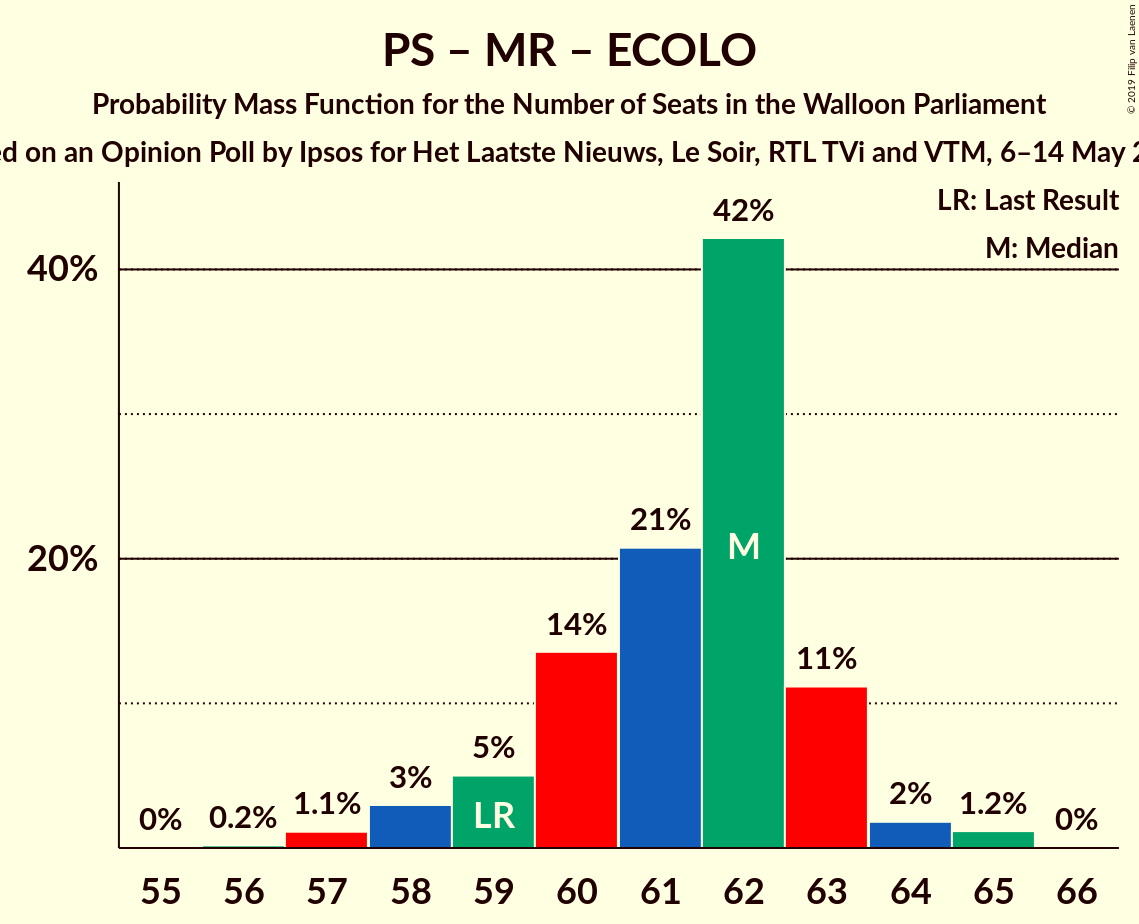 PS – MR – ECOLO
Probability Mass Function for the Number of Seats in the Walloon Parliament
ed on an Opinion Poll by Ipsos for Het Laatste Nieuws, Le Soir, RTL TVi and VTM, 6–14 May 2
© 2019 Filip van Laenen
LR: Last Result
M: Median
40%
20%
0%
0.2%
1.1%
3%
5%
14%
21%
42%
11%
2%
1.2%
0%
LR
M
55 56 57 58 59 60 61 62 63 64 65 66